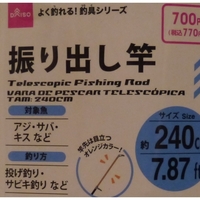 DAISO
よく釣れる!釣具シリーズ
700円
(税込770円
振り出し竿
Telescopic Fishing Rod
VARA DE PESCAR TELESCÓPICA
TAM: 240CM
対象魚
アジ・サバ・
キス など
釣り方
投げ釣り・
サビキ釣り など
竿先は目立つ
オレンジカラー!
サイズ Size
約 240
7.87 ft